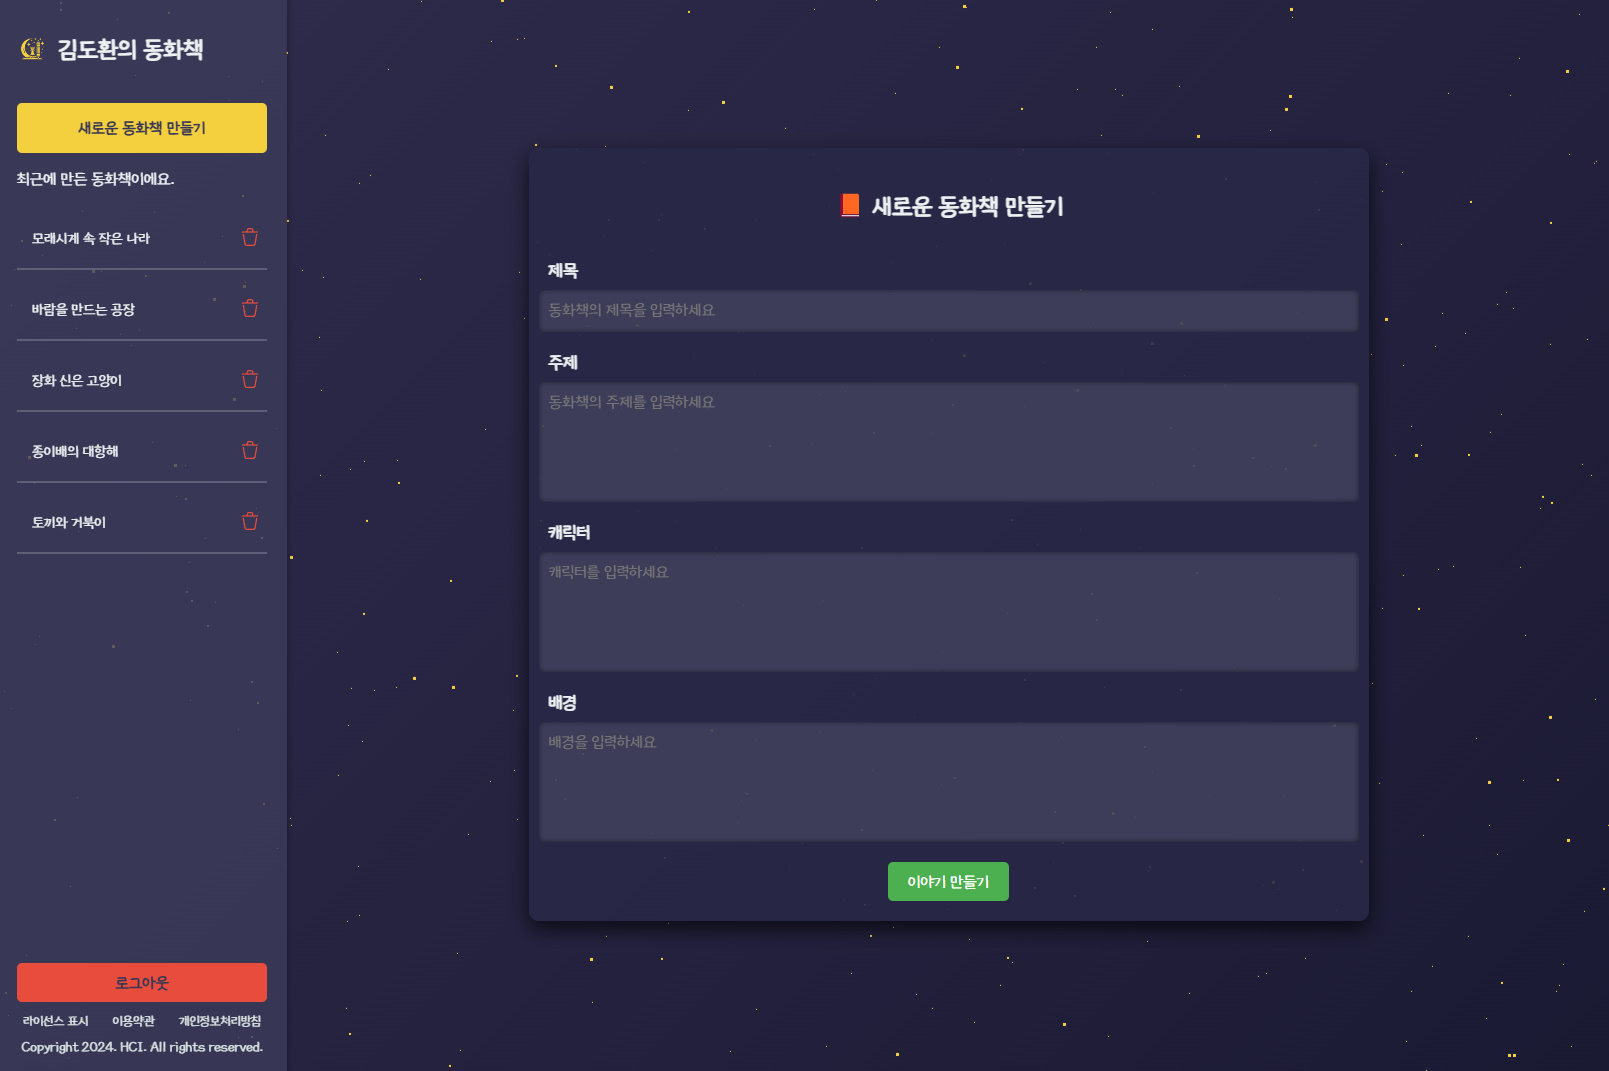 김도환의 동화책
새로운 동화책 만들기
최근에 만든 동화책이에요.
모래시계 속 작은 나라
바람을 만드는 공장
장화 신은 고양이
종이배의 대항해
토끼와 거북이
로그아웃
라이선스 표시 이용약관 개인정보처리방침
Copyright 2024. HCI. All rights reserved.
새로운 동화책 만들기
제목
동화책의 제목을 입력하세요
주제
동화책의 주제를 입력하세요
캐릭터
캐릭터를 입력하세요
배경
배경을 입력하세요
이야기 만들기